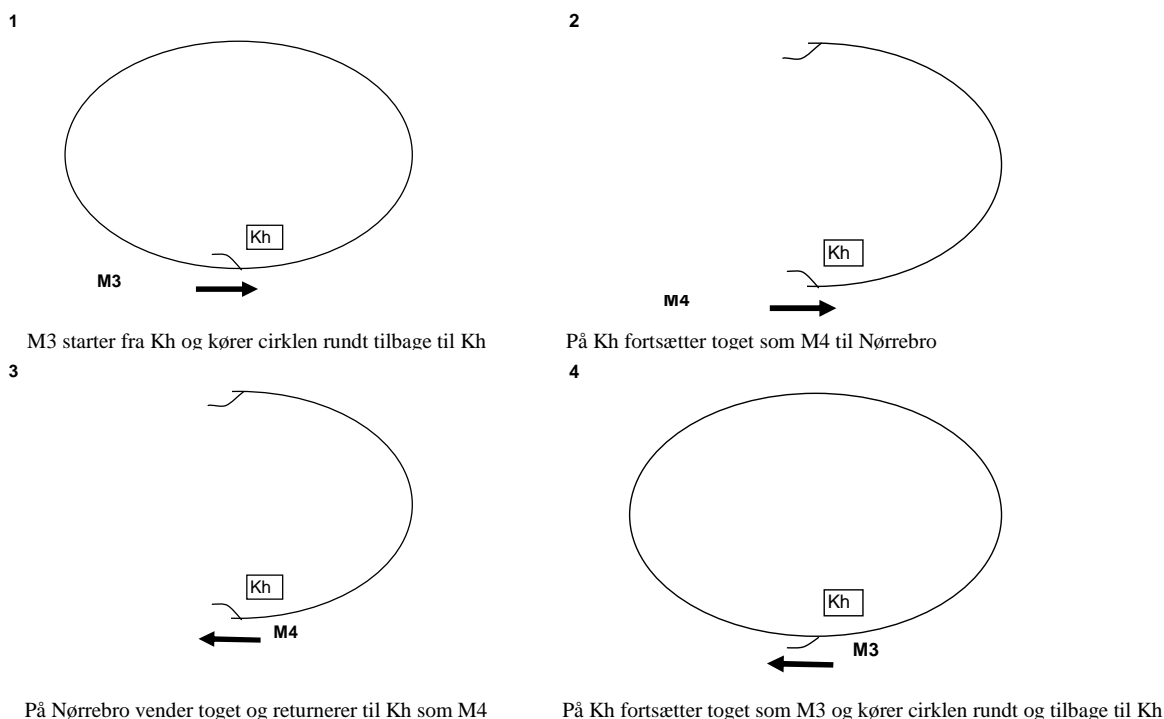 1
Kh
M3
M3 starter fra Kh og kører cirklen rundt tilbage til Kh
2
Kh
M4
På Kh fortsætter toget som M4 til Nørrebro
3
Kh
M4
På Nørrebro vender toget og returnerer til Kh som M4
4
Kh
M3
På Kh fortsætter toget som M3 og kører cirklen rundt og tilbage til Kh